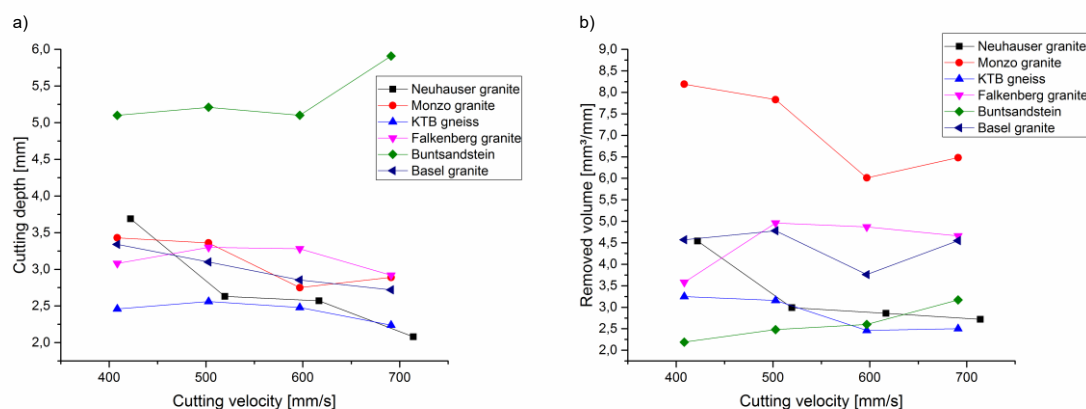 a)
6,0
5,5
5,0
4,5
4,0
3,5
3,0
2,5
2,0
Cutting depth [mm]
400
500
600
700
Cutting velocity [mm/s]
Neuhauser granite
Monzo granite
KTB gneiss
Falkenberg granite
Buntsandstein
Basel granite
b)
9,0
8,5
8,0
7,5
7,0
6,5
6,0
5,5
5,0
4,5
4,0
3,5
3,0
2,5
2,0
Removed volume [mm³/mm]
400
500
600
700
Cutting velocity [mm/s]
Neuhauser granite
Monzo granite
KTB gneiss
Falkenberg granite
Buntsandstein
Basel granite